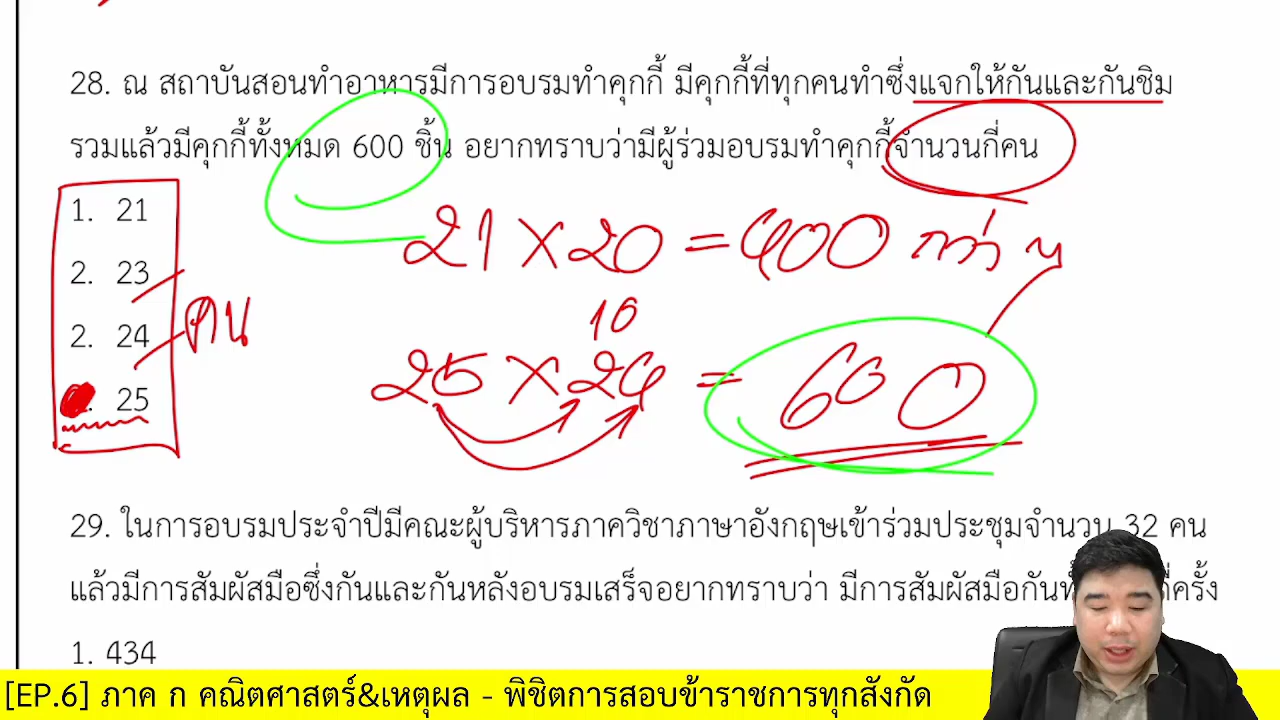 28. ณ สถาบันสอนทำอาหารมีการอบรมทำคุกกี้ มีคุกกี้ที่ทุกคนทำซึ่งแจกให้กันและกันชิม
รวมแล้วมีคุกกี้ทั้งหมด 600 ชิ้น อยากทราบว่ามีผู้ร่วมอบรมทำคุกกี้จำนวนกี่คน
1. 21
2. 23
2. 24
25
คน
21 × 20 = 400 กว่า ๆ
10
25 × 24 = 600
29. ในการอบรมประจำปีมีคณะผู้บริหารภาควิชาภาษาอังกฤษเข้าร่วมประชุมจำนวน 32 คน
แล้วมีการสัมผัสมือซึ่งกันและกันหลังอบรมเสร็จอยากทราบว่า มีการสัมผัสมือกัน
1. 434
[EP.6] ภาค ก คณิตศาสตร์&เหตุผล - พิชิตการสอบข้าราชการทุกสังกัด